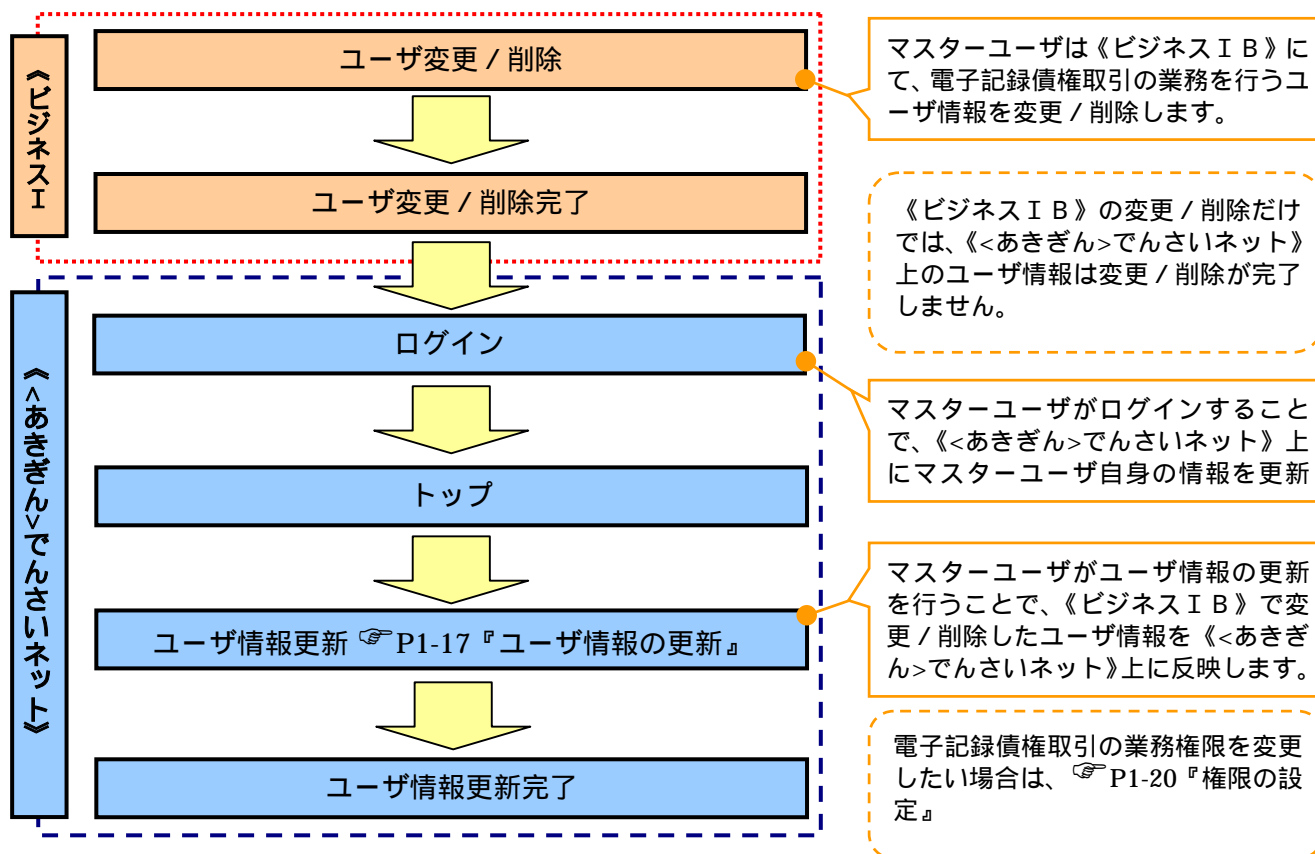 《ビジネスＩ
ユーザ変更 / 削除
マスターユーザは《ビジネスＩＢ》に
て、電子記録債権取引の業務を行うユ
ーザ情報を変更 / 削除します。
ユーザ変更 / 削除完了
《ビジネスＩＢ》の変更 / 削除だけ
では、《<あきぎん>でんさいネット》
上のユーザ情報は変更 / 削除が完了
しません。
《<あきぎん>でんさいネット》
ログイン
マスターユーザがログインすること
で、《<あきぎん>でんさいネット》上
にマスターユーザ自身の情報を更新
トップ
ユーザ情報更新 ☞P1-17『ユーザ情報の更新』
マスターユーザがユーザ情報の更新
を行うことで、《ビジネスＩＢ》で変
更 / 削除したユーザ情報を《<あきぎ
ん>でんさいネット》上に反映します。
ユーザ情報更新完了
電子記録債権取引の業務権限を変更
したい場合は、☞P1-20『権限の設
定』